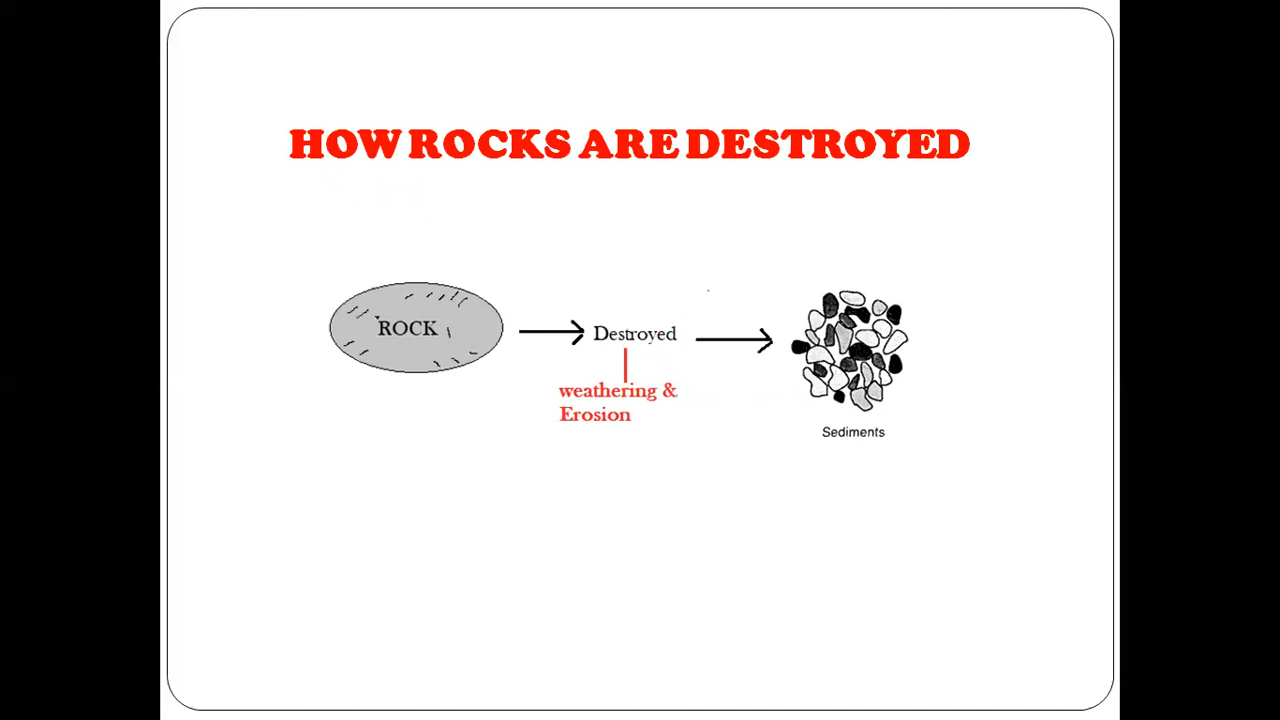 HOW ROCKS ARE DESTROYED
ROCK
Destroyed
weathering &
Erosion
Sediments